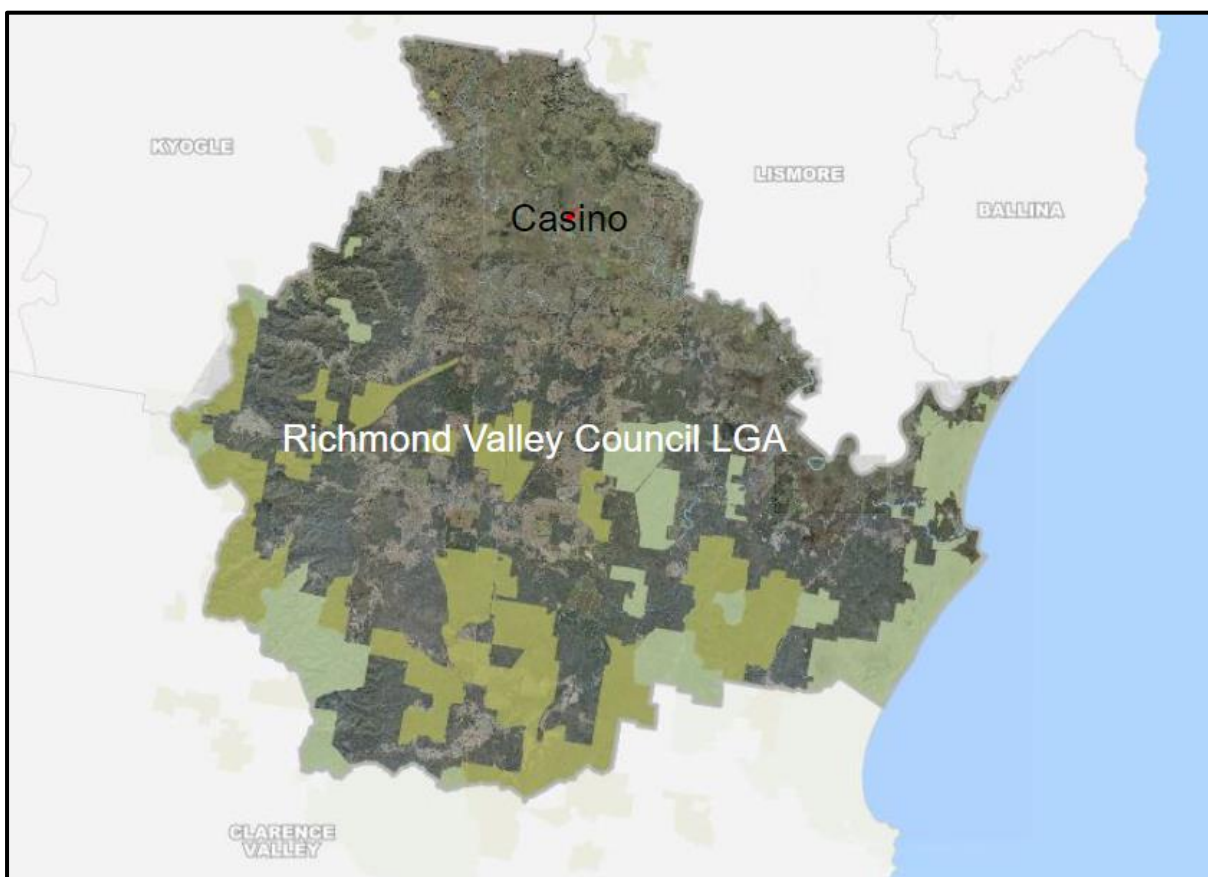 KYOGLE
LISMORE
BALLINA
Casino
Richmond Valley Council LGA
CLARENCE
VALLEY